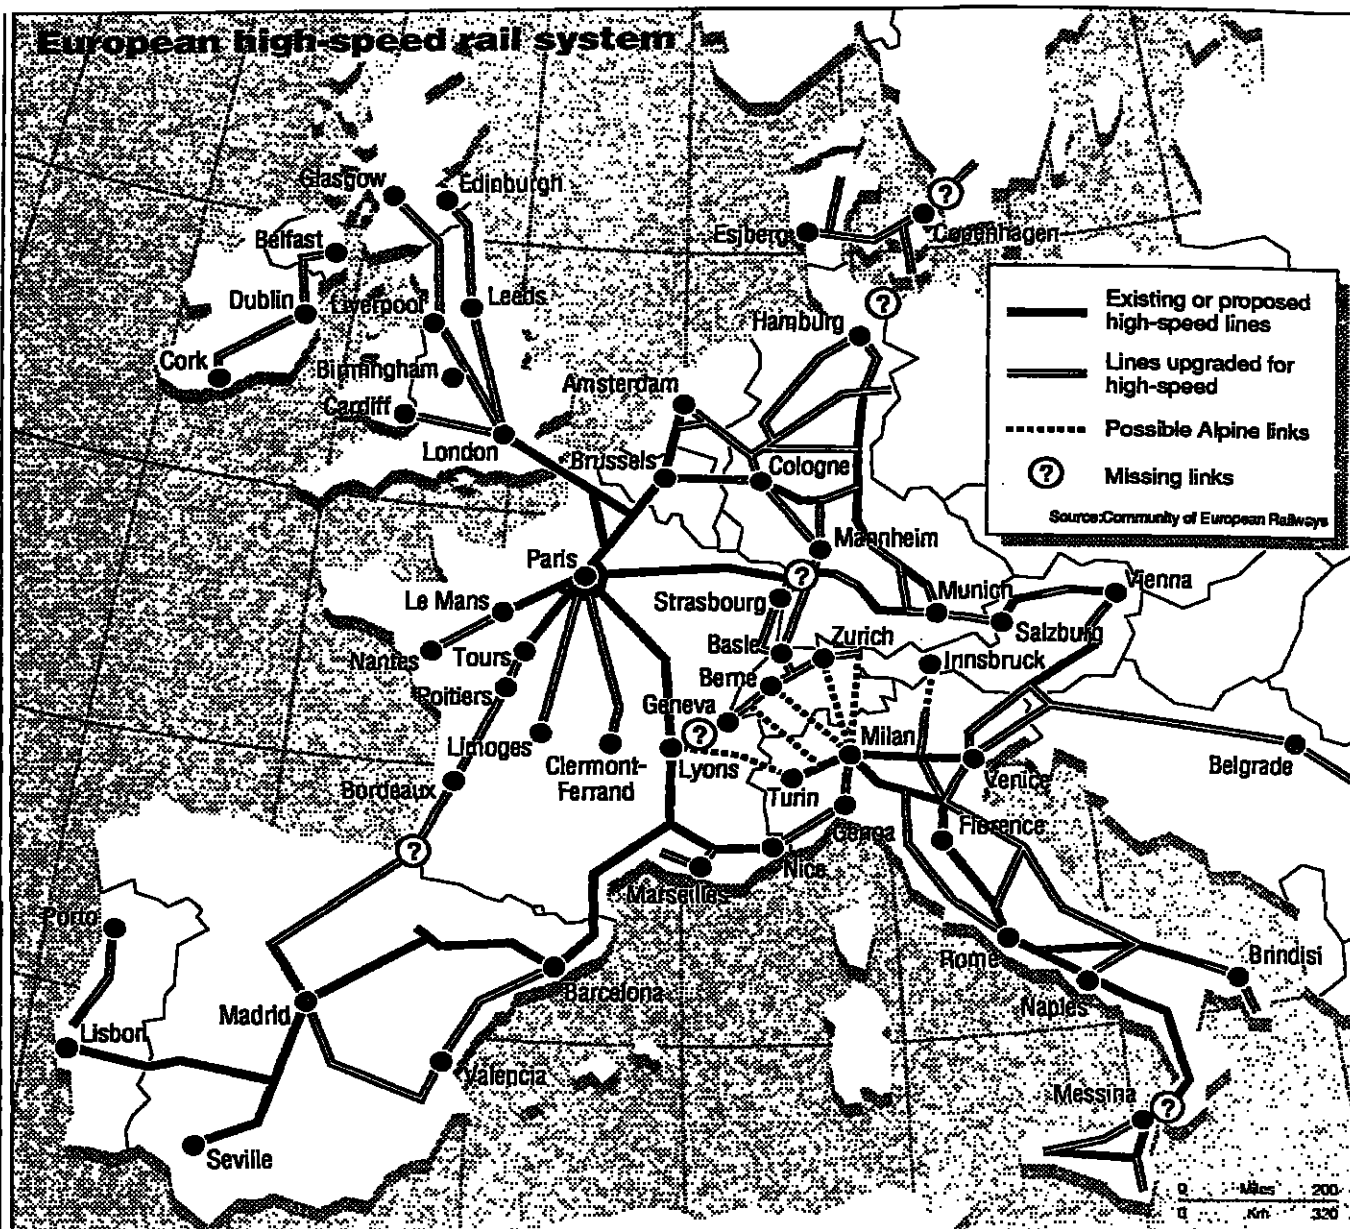 European high-speed rail system
Glasgow
Edinburgh
Belfast
Esjberg
Copenhagen
?
Dublin
Liverpool
Leeds
?
Hamburg
Cork
Birmingham
Amsterdam
Cardiff
London
Brussels
Cologne
Existing or proposed
high-speed lines
Lines upgraded for
high-speed
Possible Alpine links
?
Missing links
Source:Community of European Railways
Mannheim
Paris
?
Le Mans
Strasbourg
Munich
Vienna
Nantes
Tours
Basle
Zurich
Salzburg
Poitiers
Berne
Innsbruck
Geneva
?
Limoges
Clermont-
Ferrand
Lyons
Milan
Turin
Venice
Belgrade
Bordeaux
Genoa
Florence
?
Marseilles
Nice
Porto
Rome
Brindisi
Madrid
Barcelona
Naples
Lisbon
Valencia
Messina
?
Seville
0 Miles 200
0 Km 320